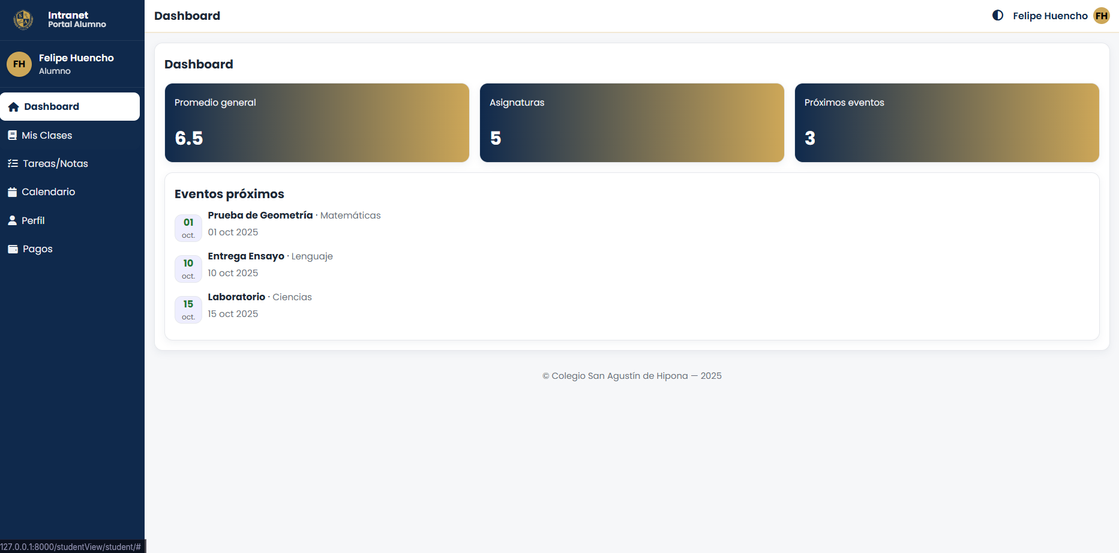 Intranet
Portal Alumno
Dashboard
Felipe Huencho FH
FH Felipe Huencho
Alumno
Dashboard
Mis Clases
Tareas/Notas
Calendario
Perfil
Pagos
Dashboard
Promedio general
6.5
Asignaturas
5
Próximos eventos
3
Eventos próximos
01 oct.
Prueba de Geometría · Matemáticas
01 oct 2025
10 oct.
Entrega Ensayo · Lenguaje
10 oct 2025
15 oct.
Laboratorio · Ciencias
15 oct 2025
© Colegio San Agustín de Hipona — 2025
127.0.0.1:8000/studentView/student/#